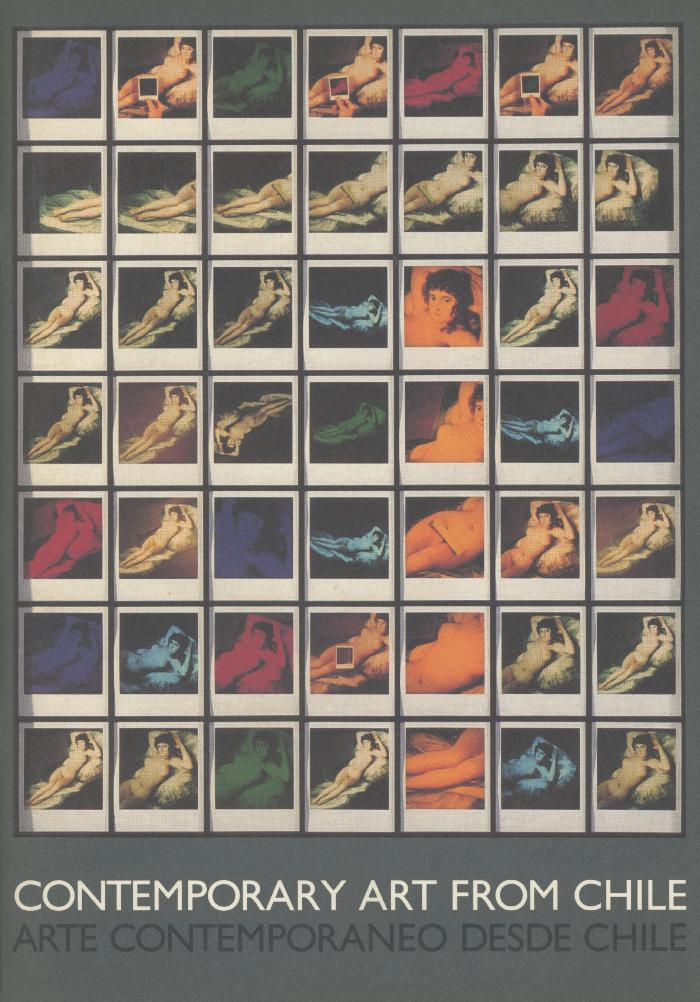 CONTEMPORARY ART FROM CHILE
ARTE CONTEMPORANEO DESDE CHILE